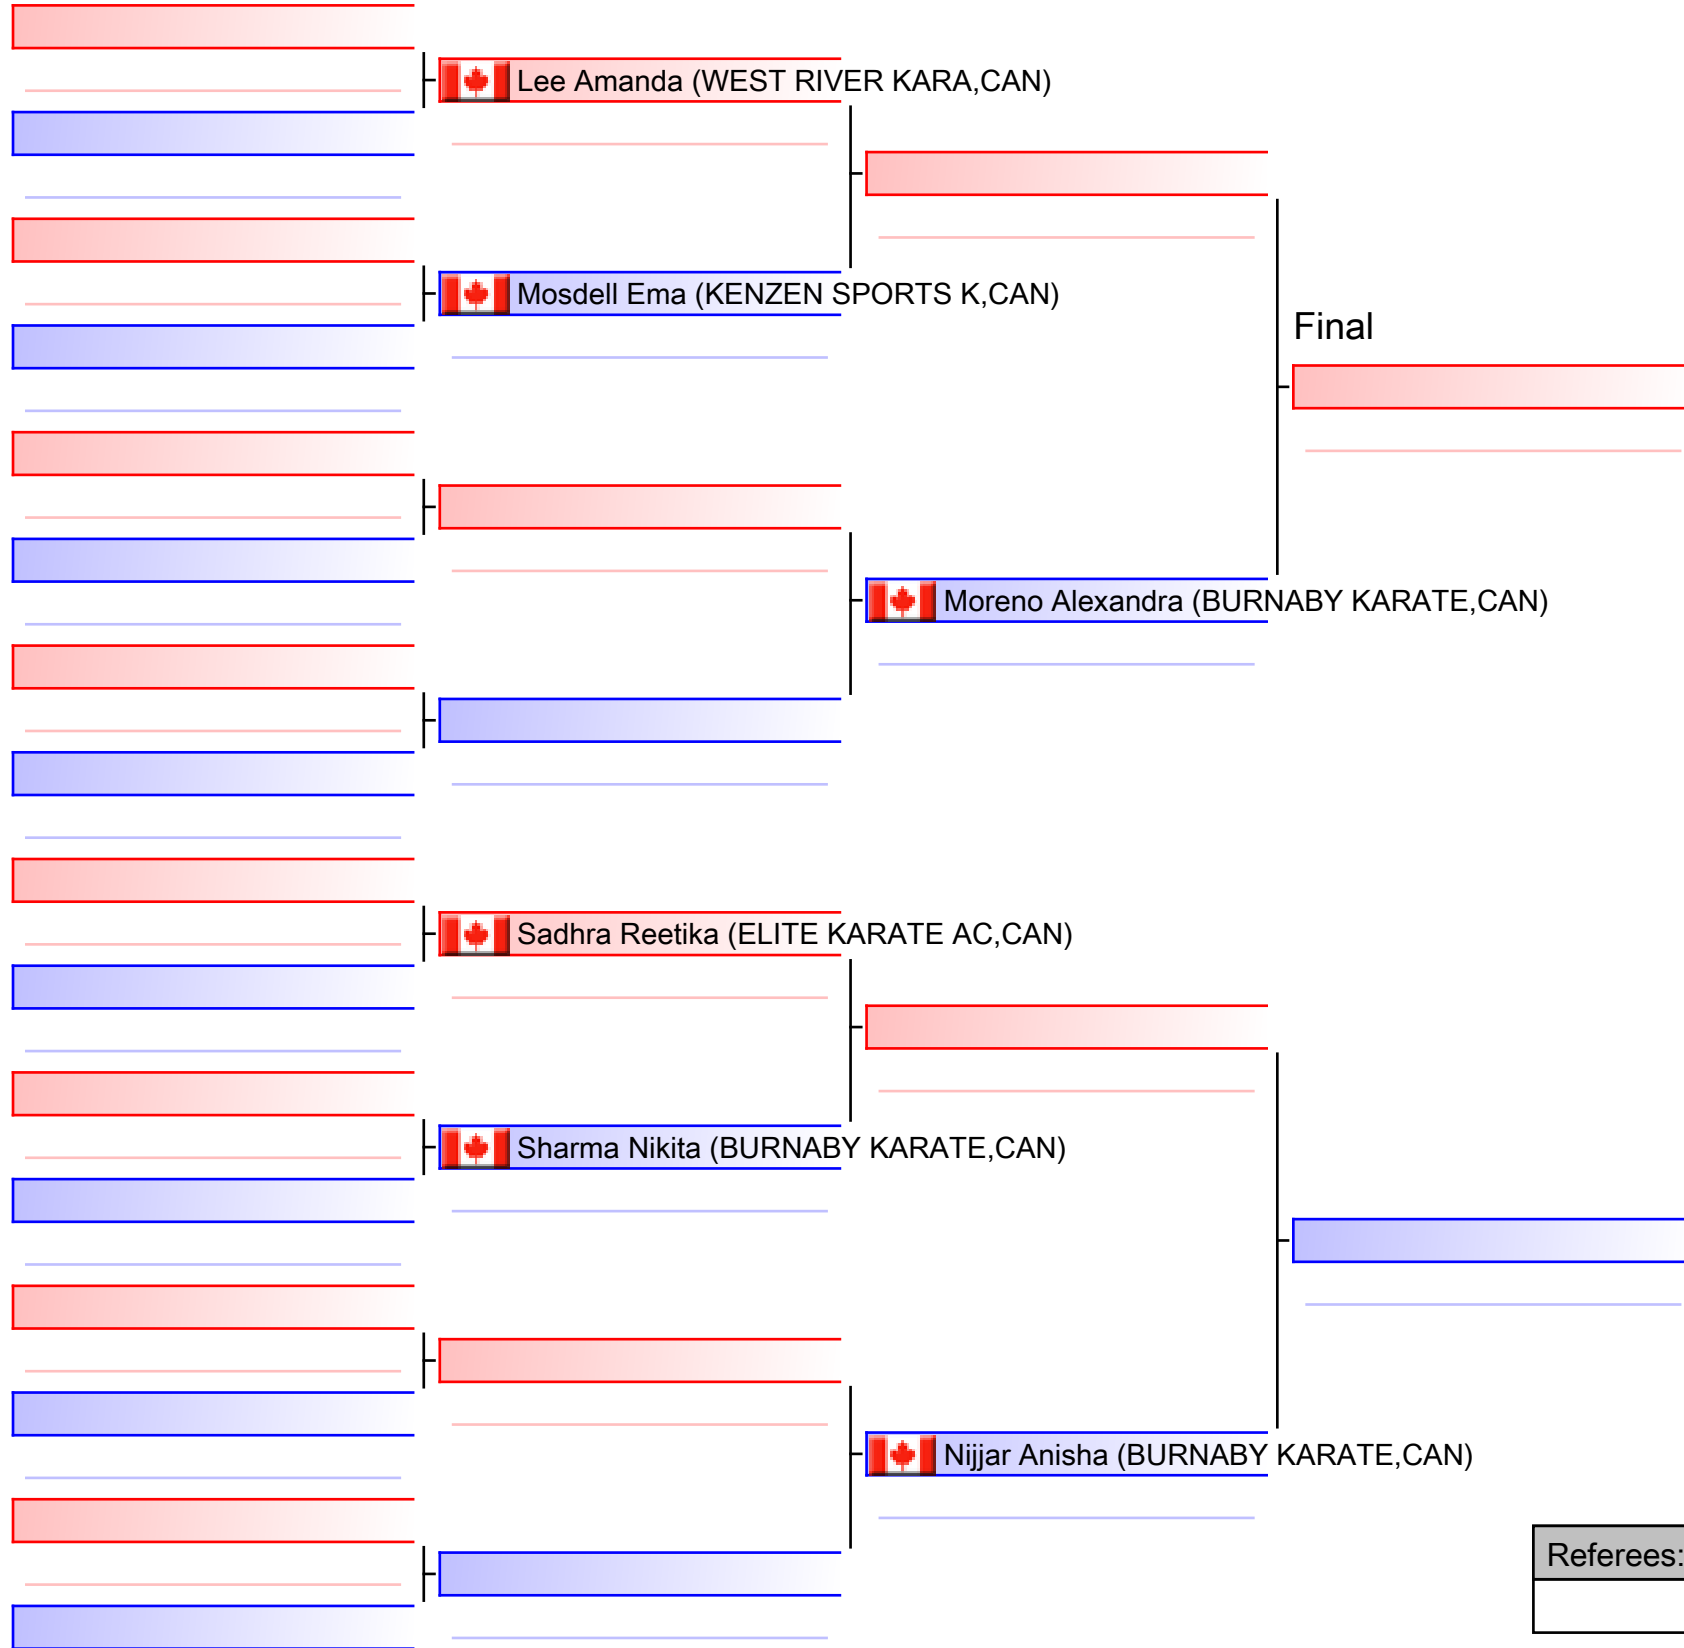 Lee Amanda (WEST RIVER KARA,CAN)
Mosdell Ema (KENZEN SPORTS K,CAN)
Final
Moreno Alexandra (BURNABY KARATE,CAN)
Sadhra Reetika (ELITE KARATE AC,CAN)
Sharma Nikita (BURNABY KARATE,CAN)
Nijjar Anisha (BURNABY KARATE,CAN)
Referees: